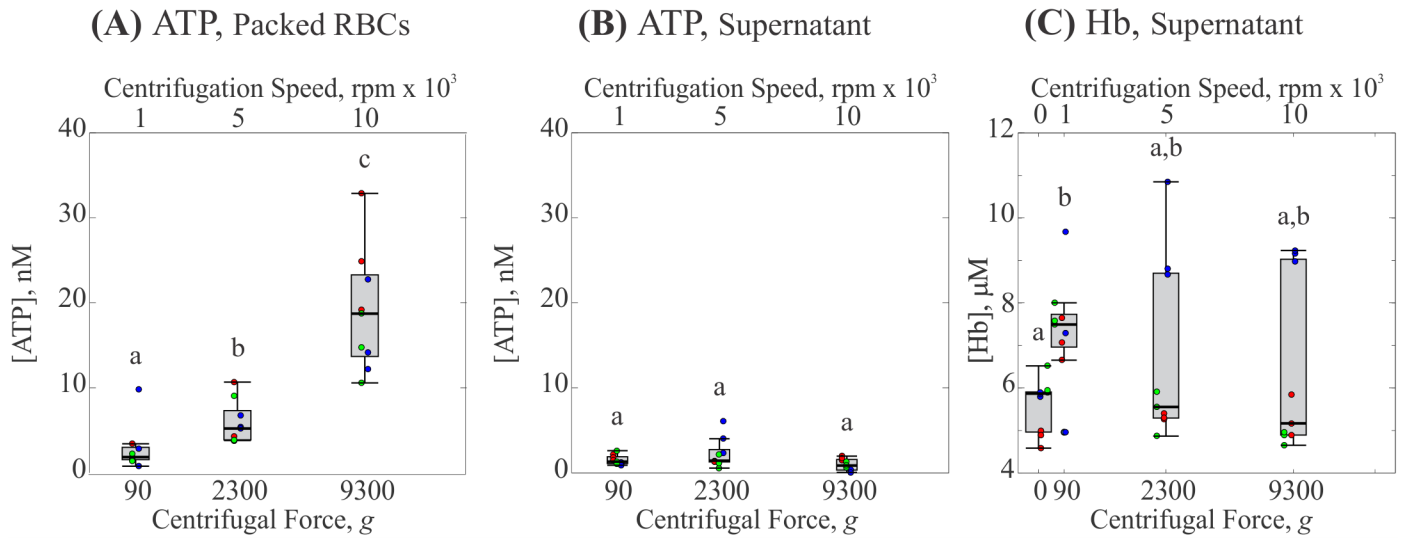 (A) ATP, Packed RBCs
Centrifugation Speed, rpm x 10³
1 5 10
40
30
20
10
0
[ATP], nM
a b c
90 2300 9300
Centrifugal Force, g
(B) ATP, Supernatant
Centrifugation Speed, rpm x 10³
1 5 10
40
30
20
10
0
[ATP], nM
a a a
90 2300 9300
Centrifugal Force, g
(C) Hb, Supernatant
Centrifugation Speed, rpm x 10³
0 1 5 10
12
10
8
6
4
[Hb], μM
a b a,b a,b
0 90 2300 9300
Centrifugal Force, g